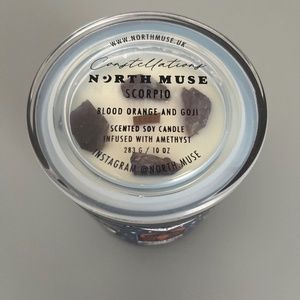 WWW.NORTHMUSE.UK
Constellations
NORTH MUSE
SCORPIO
BLOOD ORANGE AND GOJI
SCENTED SOY CANDLE
INFUSED WITH AMETHYST
283 G / 10 OZ
INSTAGRAM @NORTH.MUSE